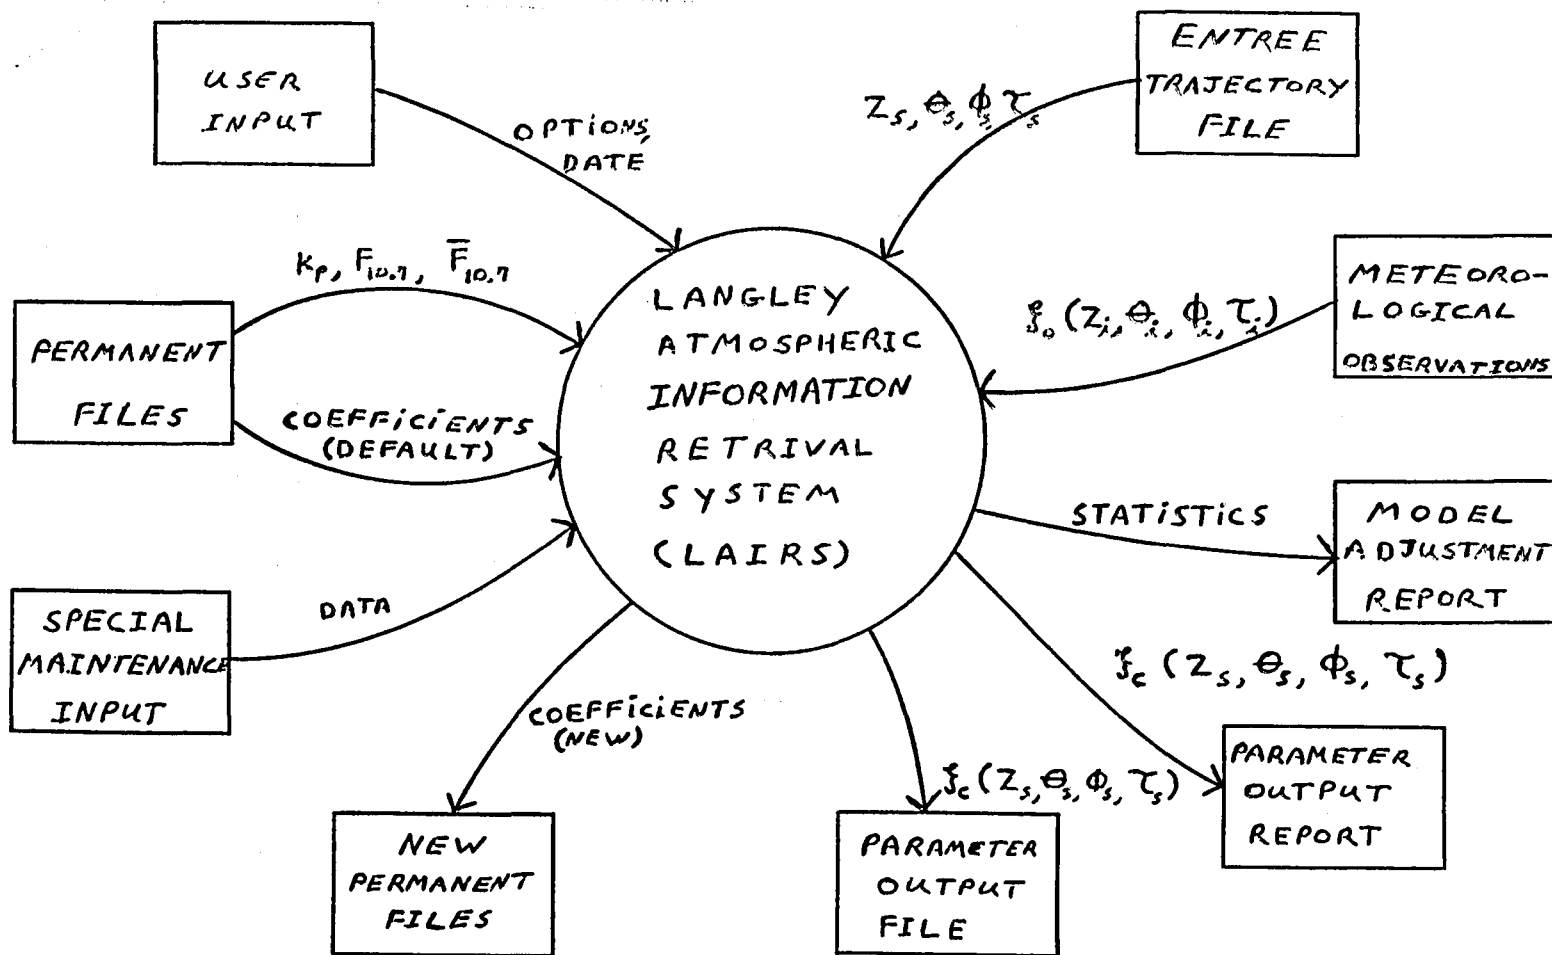 USER
INPUT
OPTIONS,
DATE
ENTREE
TRAJECTORY
FILE
Z_s, θ_s, ϕ_s, τ_s
PERMANENT
FILES
K_p, F_10.7, F̅_10.7
COEFFICIENTS
(DEFAULT)
LANGLEY
ATMOSPHERIC
INFORMATION
RETRIVAL
SYSTEM
(LAIRS)
METEORO-
LOGICAL
OBSERVATIONS
ξ_o (Z_i, θ_i, ϕ_i, τ_i)
SPECIAL
MAINTENANCE
INPUT
DATA
STATISTICS
MODEL
ADJUSTMENT
REPORT
COEFFICIENTS
(NEW)
NEW
PERMANENT
FILES
ξ_c (Z_s, θ_s, ϕ_s, τ_s)
PARAMETER
OUTPUT
FILE
ξ_c (Z_s, θ_s, ϕ_s, τ_s)
PARAMETER
OUTPUT
REPORT